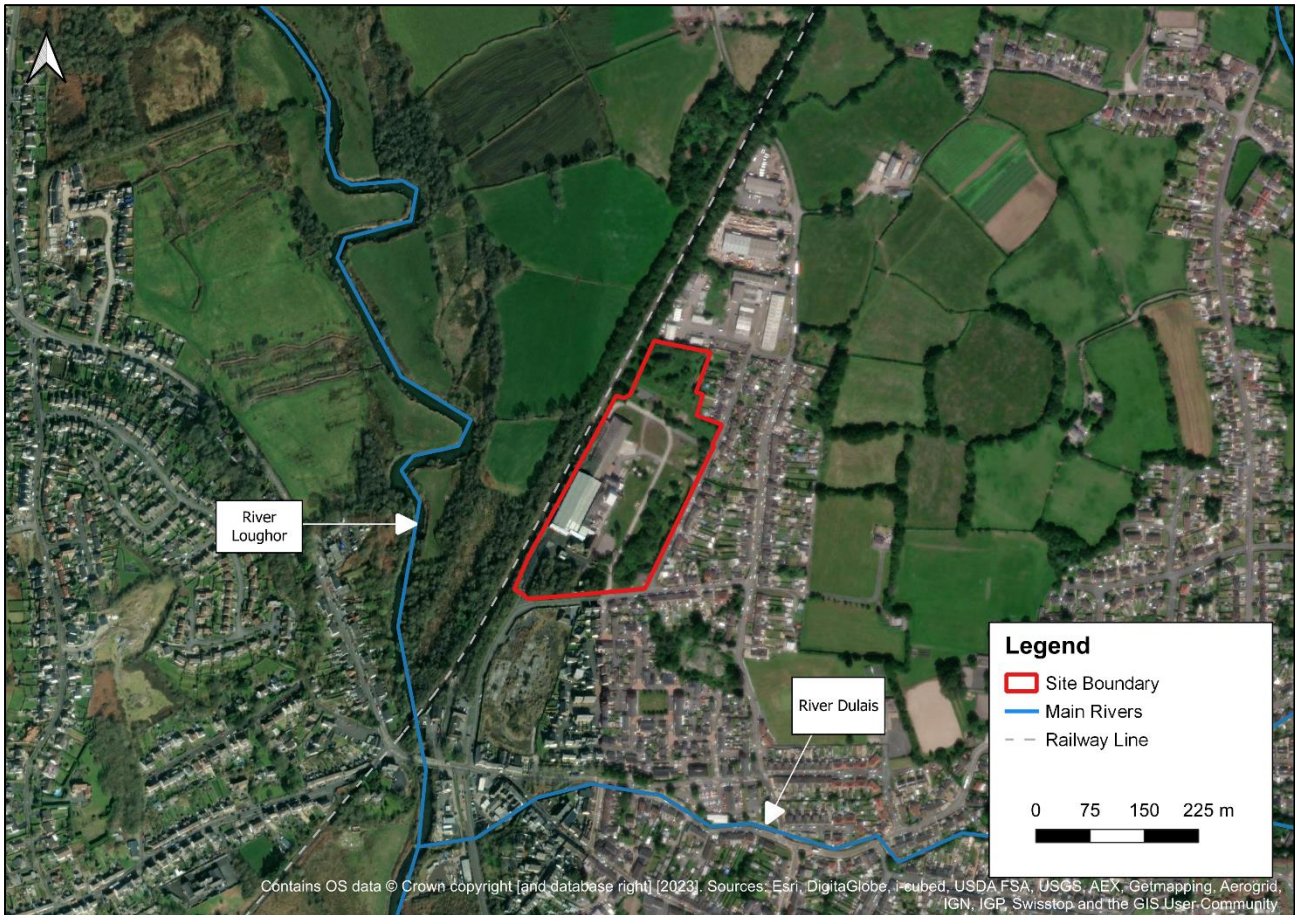 River
Loughor
River Dulais
Legend
Site Boundary
Main Rivers
Railway Line
0 75 150 225 m
Contains OS data © Crown copyright [and database right] [2023]. Sources: Esri, DigitaGlobe, i-cubed, USDA FSA, USGS, AEX, Getmapping, Aerogrid,
IGN, IGP, Swisstop and the GIS User Community